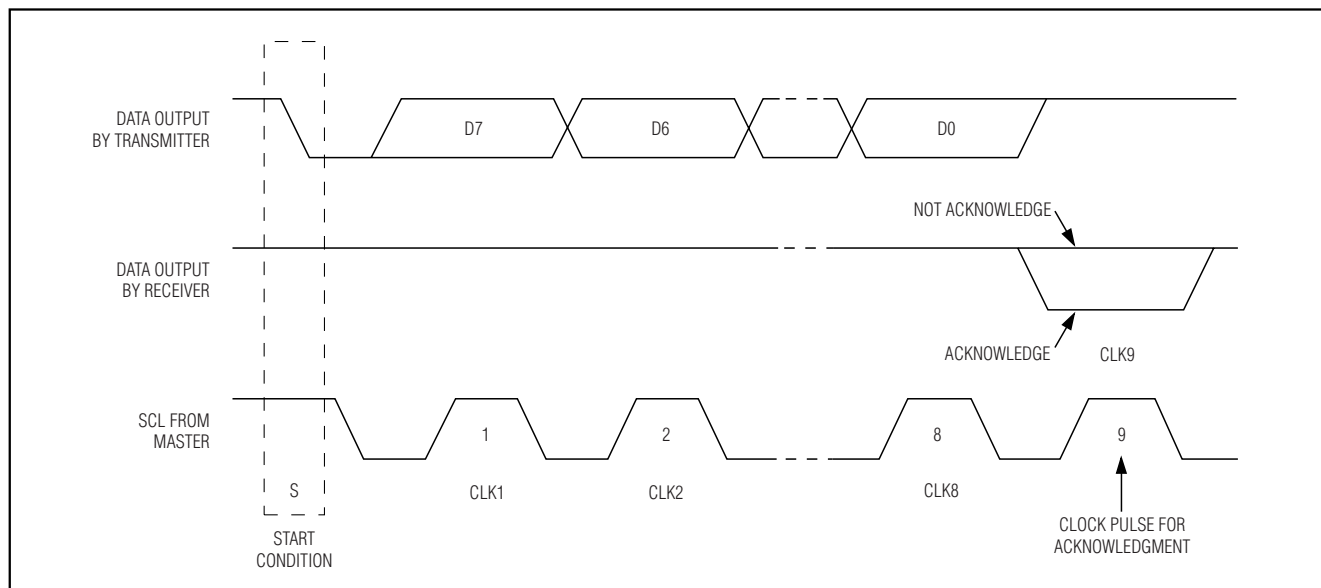 DATA OUTPUT
BY TRANSMITTER
D7
D6
D0
NOT ACKNOWLEDGE
DATA OUTPUT
BY RECEIVER
ACKNOWLEDGE
CLK9
SCL FROM
MASTER
1
2
8
9
S
CLK1
CLK2
CLK8
START
CONDITION
CLOCK PULSE FOR
ACKNOWLEDGMENT